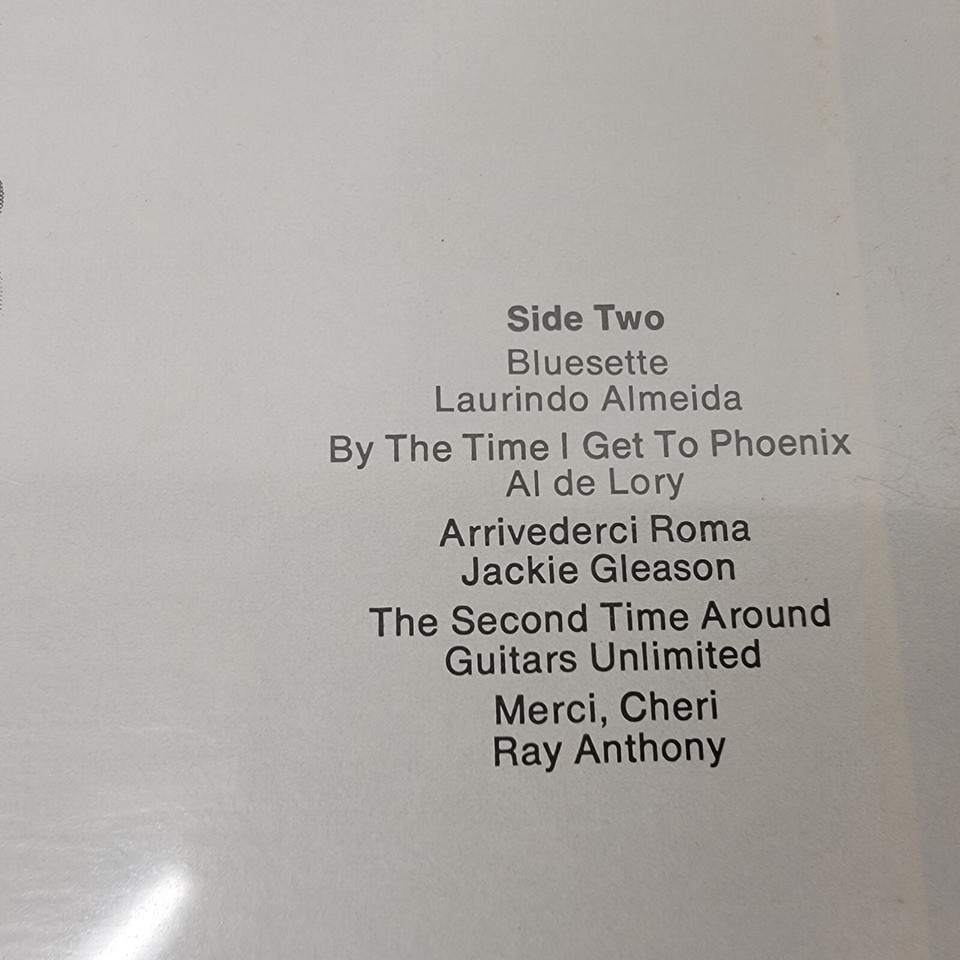 Side Two
Bluesette
Laurindo Almeida
By The Time I Get To Phoenix
Al de Lory
Arrivederci Roma
Jackie Gleason
The Second Time Around
Guitars Unlimited
Merci, Cheri
Ray Anthony